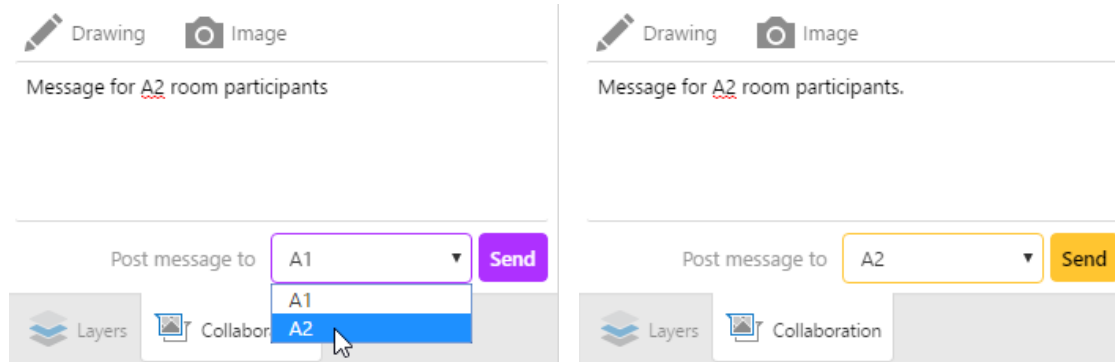 Drawing Image
Message for A2 room participants
Post message to A1 Send
A1
A2
Layers Collabor
Drawing Image
Message for A2 room participants.
Post message to A2 Send
Layers Collaboration